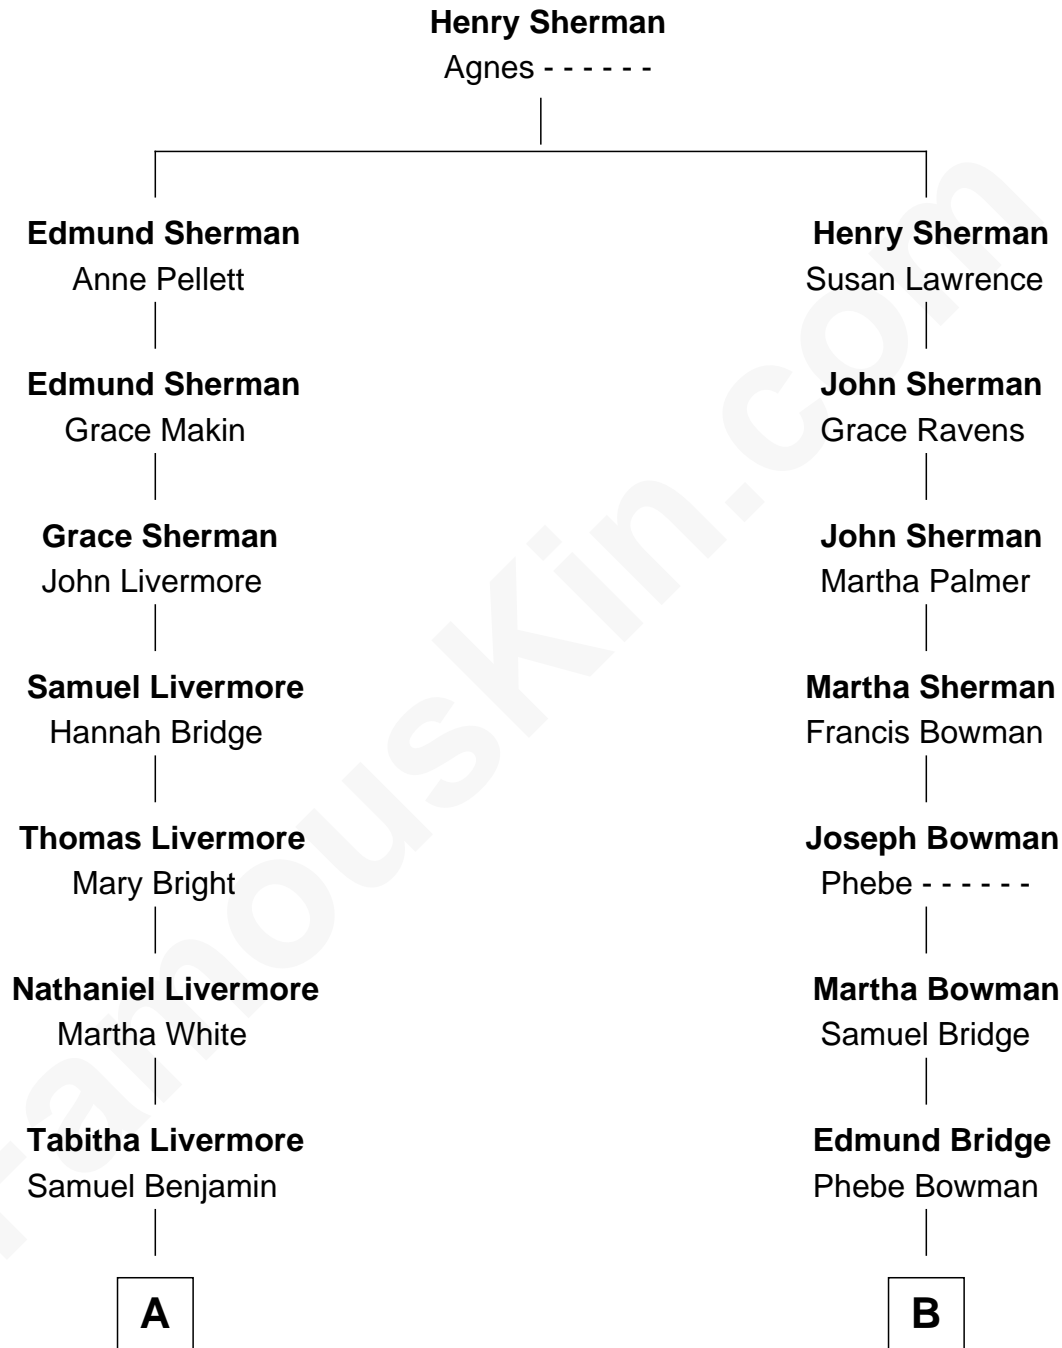 Henry Sherman
Agnes - - - - - -
Edmund Sherman
Anne Pellett
Henry Sherman
Susan Lawrence
Edmund Sherman
Grace Makin
John Sherman
Grace Ravens
Grace Sherman
John Livermore
John Sherman
Martha Palmer
Samuel Livermore
Hannah Bridge
Martha Sherman
Francis Bowman
Thomas Livermore
Mary Bright
Joseph Bowman
Phebe - - - - - -
Nathaniel Livermore
Martha White
Martha Bowman
Samuel Bridge
Tabitha Livermore
Samuel Benjamin
Edmund Bridge
Phebe Bowman
A
B
FamousKin.com